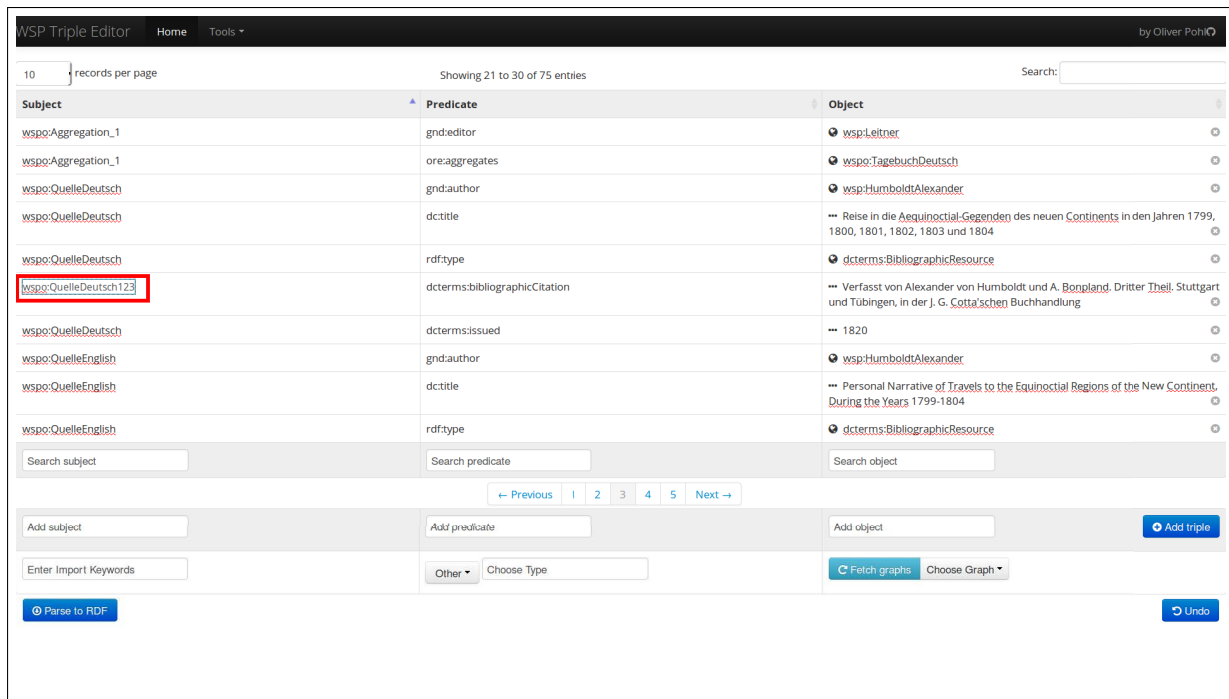 WSP Triple Editor Home Tools by Oliver Pohl
10 records per page Showing 21 to 30 of 75 entries Search:
Subject Predicate Object
wspo:Aggregation_1 gnd:editor wsp:Leitner
wspo:Aggregation_1 ore:aggregates wspo:TagebuchDeutsch
wspo:QuelleDeutsch gnd:author wsp:HumboldtAlexander
wspo:QuelleDeutsch dc:title Reise in die Aequinoctial-Gegenden des neuen Continents in den Jahren 1799,
1800, 1801, 1802, 1803 und 1804
wspo:QuelleDeutsch rdf:type dcterms:BibliographicResource
wspo:QuelleDeutsch123 dcterms:bibliographicCitation Verfasst von Alexander von Humboldt und A. Bonpland. Dritter Theil. Stuttgart
und Tübingen, in der J. G. Cotta'schen Buchhandlung
wspo:QuelleDeutsch dcterms:issued 1820
wspo:QuelleEnglish gnd:author wsp:HumboldtAlexander
wspo:QuelleEnglish dc:title Personal Narrative of Travels to the Equinoctial Regions of the New Continent,
During the Years 1799-1804
wspo:QuelleEnglish rdf:type dcterms:BibliographicResource
Search subject Search predicate Search object
← Previous 1 2 3 4 5 Next →
Add subject Add predicate Add object Add triple
Enter Import Keywords Other Choose Type Fetch graphs Choose Graph
Parse to RDF Undo